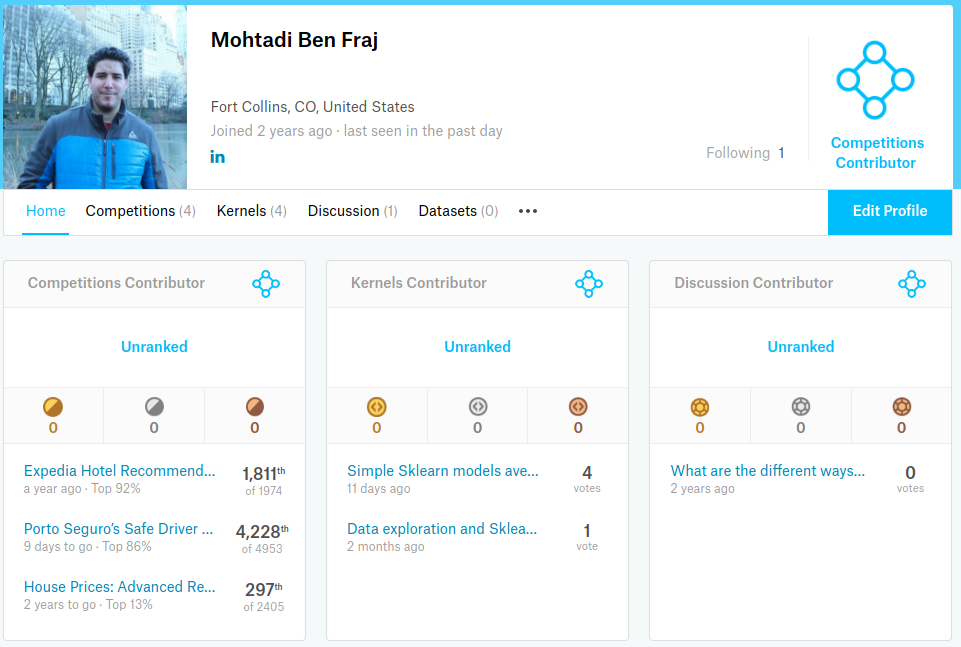 Mohtadi Ben Fraj
Fort Collins, CO, United States
Joined 2 years ago · last seen in the past day
in
Following 1
Competitions
Contributor
Home
Competitions (4)
Kernels (4)
Discussion (1)
Datasets (0)
•••
Edit Profile
Competitions Contributor
Unranked
0
0
0
Expedia Hotel Recommend...
1,811th
a year ago · Top 92%
of 1974
Porto Seguro's Safe Driver ...
4,228th
9 days to go · Top 86%
of 4953
House Prices: Advanced Re...
297th
2 years to go · Top 13%
of 2405
Kernels Contributor
Unranked
0
0
0
Simple Sklearn models ave...
4
11 days ago
votes
Data exploration and Sklea...
1
2 months ago
vote
Discussion Contributor
Unranked
0
0
0
What are the different ways...
0
2 years ago
votes